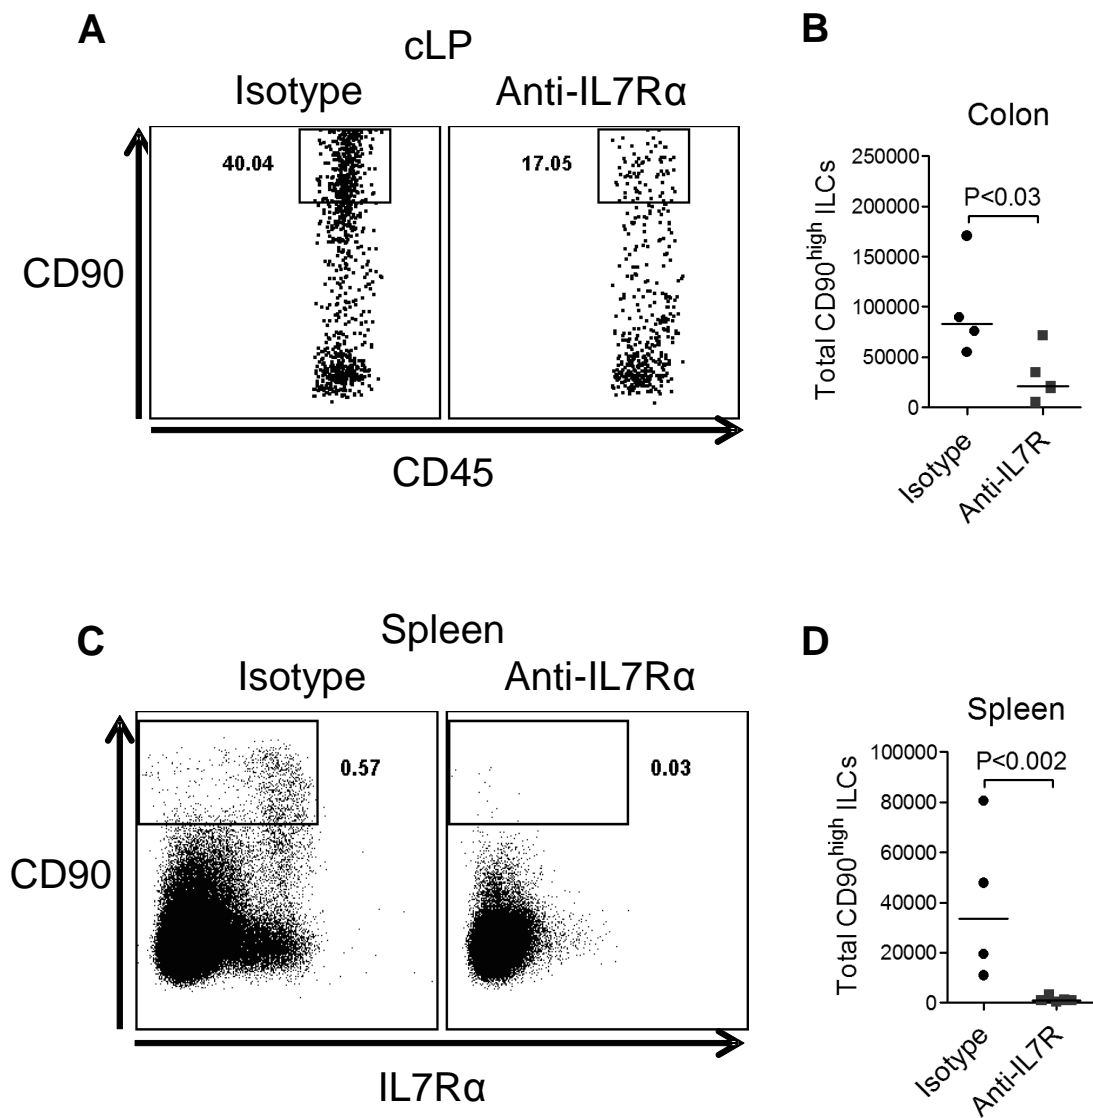 A
cLP
Isotype
Anti-IL7Rα
40.04
17.05
CD90
CD45
B
Colon
P<0.03
Total CD90high ILCs
250000
200000
150000
100000
50000
0
Isotype
Anti-IL7R
C
Spleen
Isotype
Anti-IL7Rα
0.57
0.03
CD90
IL7Rα
D
Spleen
P<0.002
Total CD90high ILCs
100000
80000
60000
40000
20000
0
Isotype
Anti-IL7R